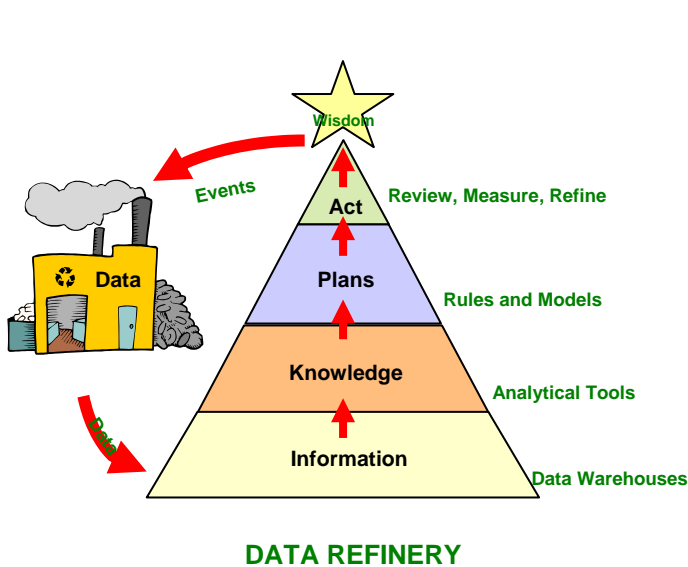 Wisdom
Events
Review, Measure, Refine
Act
Data
Plans
Rules and Models
Knowledge
Analytical Tools
Data
Information
Data Warehouses
DATA REFINERY